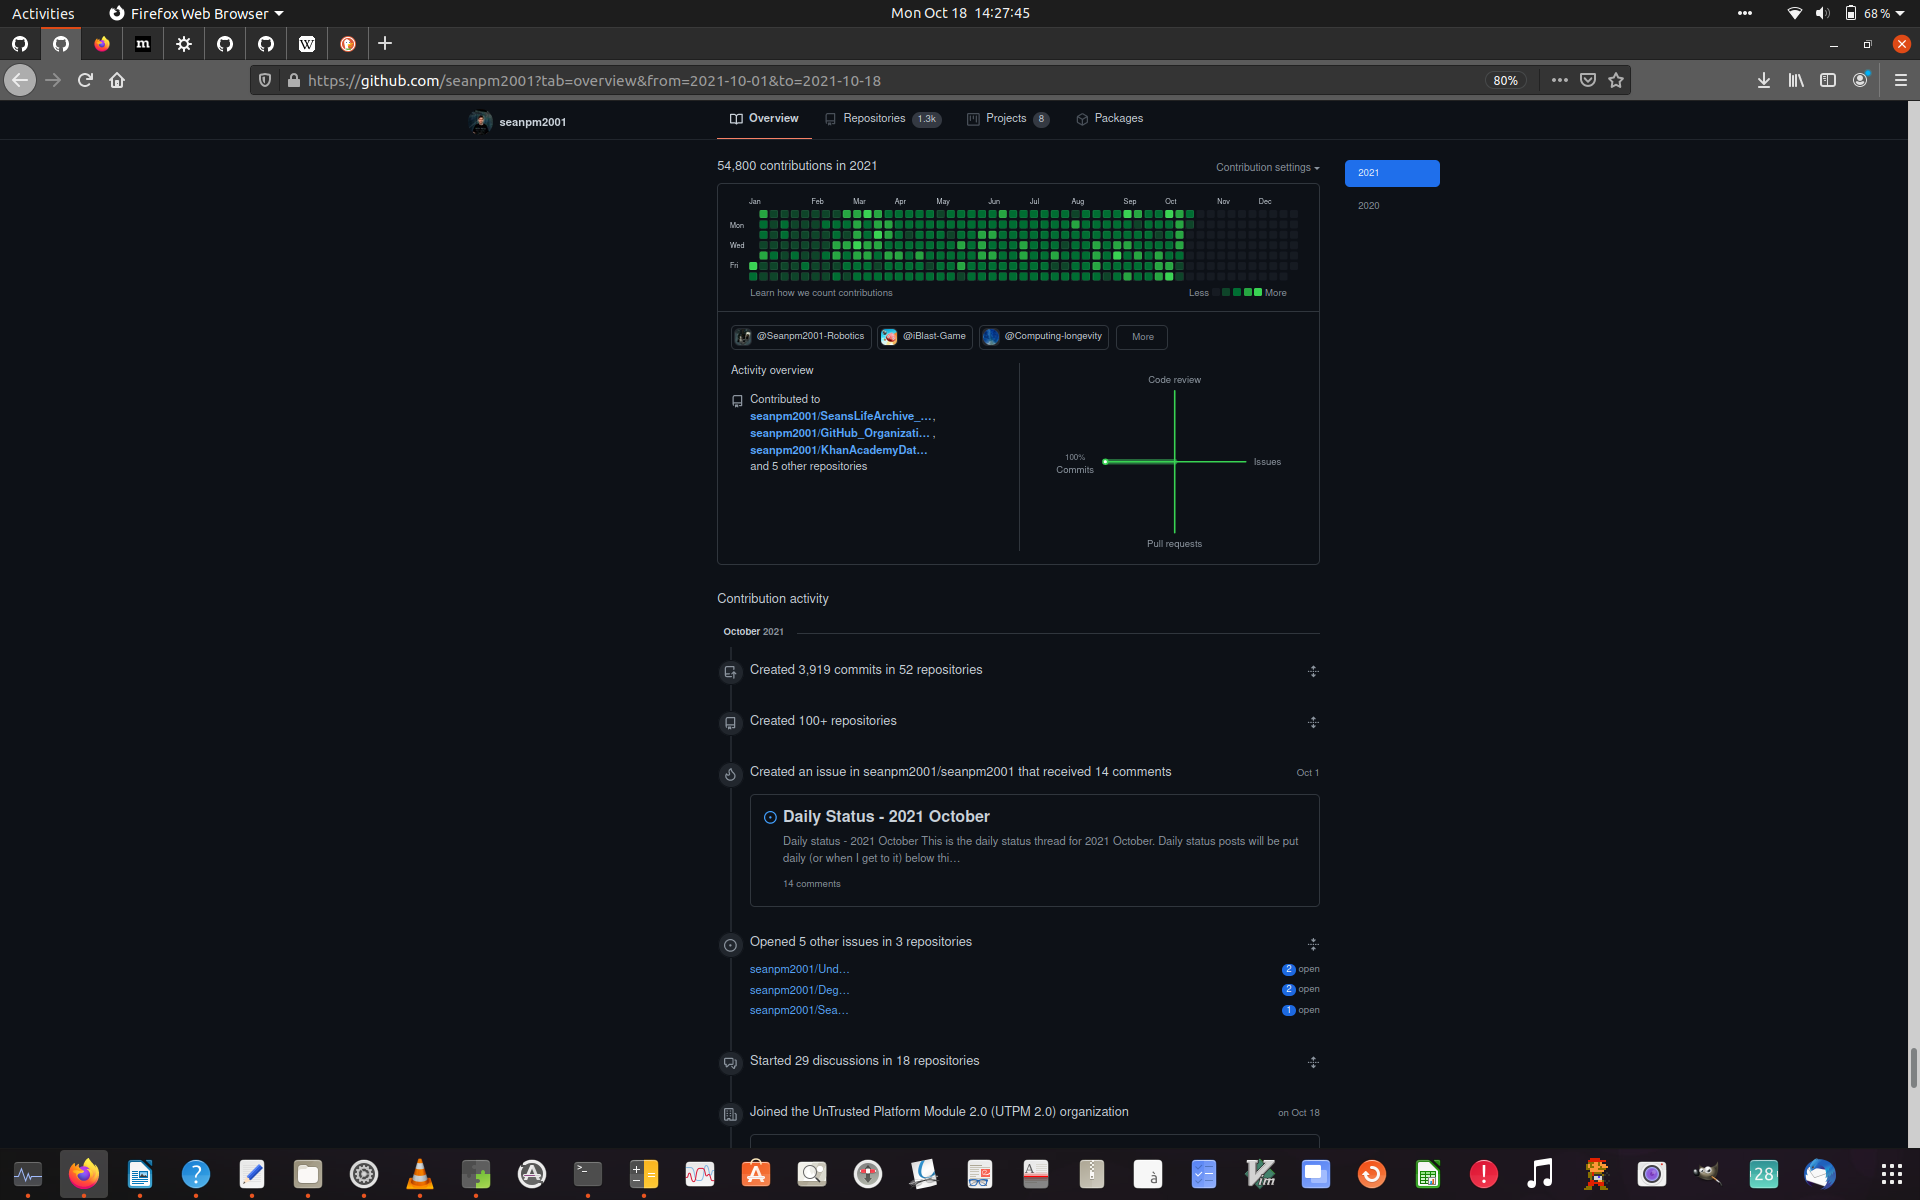 Activities
Firefox Web Browser
Mon Oct 18 14:27:45
68 %
m
W
https://github.com/seanpm2001?tab=overview&from=2021-10-01&to=2021-10-18
80%
seanpm2001
Overview
Repositories 1.3k
Projects 8
Packages
54,800 contributions in 2021
Contribution settings
2021
2020
Jan Feb Mar Apr May Jun Jul Aug Sep Oct Nov Dec
Mon
Wed
Fri
Learn how we count contributions
Less More
@Seanpm2001-Robotics
@iBlast-Game
@Computing-longevity
More
Activity overview
Contributed to
seanpm2001/SeansLifeArchive_…,
seanpm2001/GitHub_Organizati… ,
seanpm2001/KhanAcademyDat…
and 5 other repositories
Code review
100%
Commits
Issues
Pull requests
Contribution activity
October 2021
Created 3,919 commits in 52 repositories
Created 100+ repositories
Created an issue in seanpm2001/seanpm2001 that received 14 comments
Oct 1
Daily Status - 2021 October
Daily status - 2021 October This is the daily status thread for 2021 October. Daily status posts will be put
daily (or when I get to it) below thi…
14 comments
Opened 5 other issues in 3 repositories
seanpm2001/Und…
2 open
seanpm2001/Deg…
2 open
seanpm2001/Sea…
1 open
Started 29 discussions in 18 repositories
Joined the UnTrusted Platform Module 2.0 (UTPM 2.0) organization
on Oct 18
28